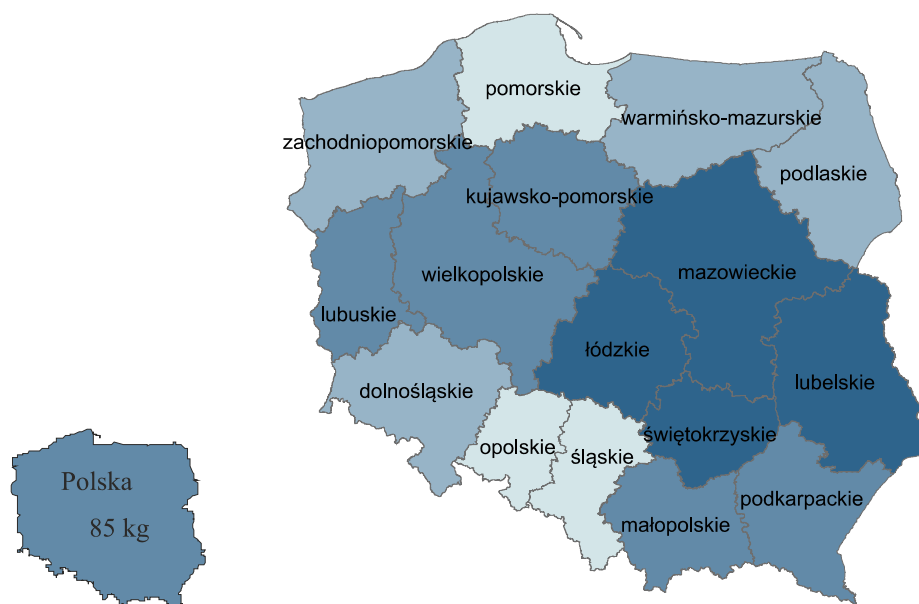 pomorskie
warmińsko-mazurskie
zachodniopomorskie
podlaskie
kujawsko-pomorskie
mazowieckie
wielkopolskie
lubuskie
łódzkie
lubelskie
dolnośląskie
świętokrzyskie
opolskie
śląskie
podkarpackie
małopolskie
Polska
85 kg